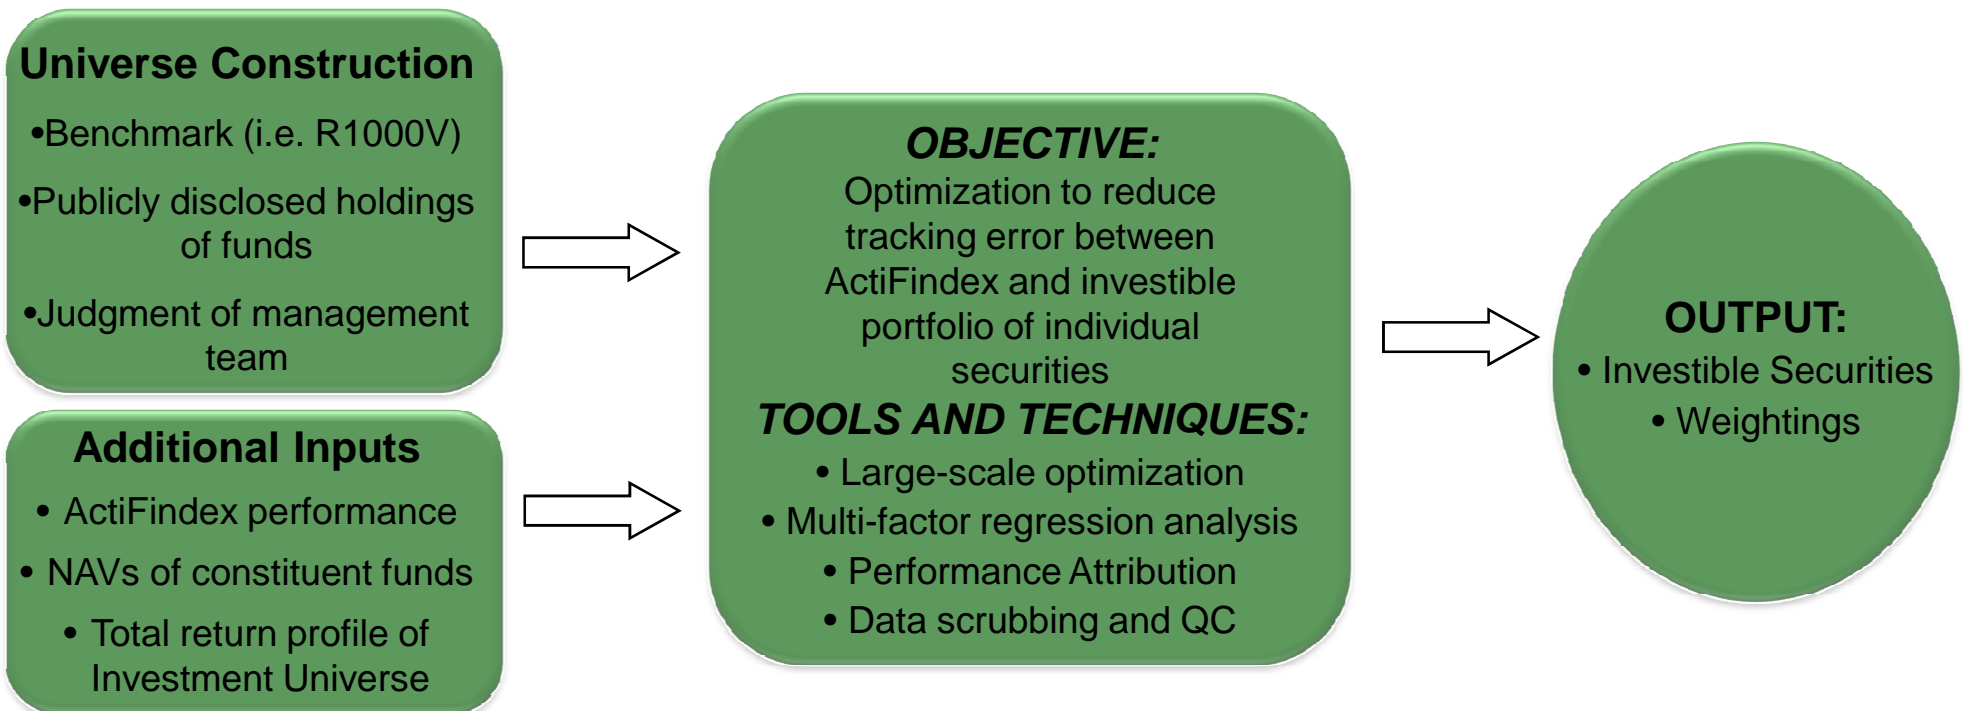 Universe Construction
•Benchmark (i.e. R1000V)
•Publicly disclosed holdings
of funds
•Judgment of management
team
Additional Inputs
• ActiFindex performance
• NAVs of constituent funds
• Total return profile of
Investment Universe
OBJECTIVE:
Optimization to reduce
tracking error between
ActiFindex and investible
portfolio of individual
securities
TOOLS AND TECHNIQUES:
• Large-scale optimization
• Multi-factor regression analysis
• Performance Attribution
• Data scrubbing and QC
OUTPUT:
• Investible Securities
• Weightings